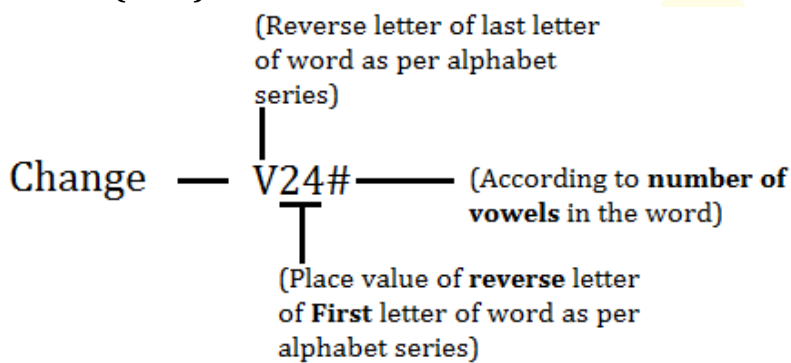 (Reverse letter of last letter
of word as per alphabet
series)
Change — V24# (According to number of
vowels in the word)
(Place value of reverse letter
of First letter of word as per
alphabet series)